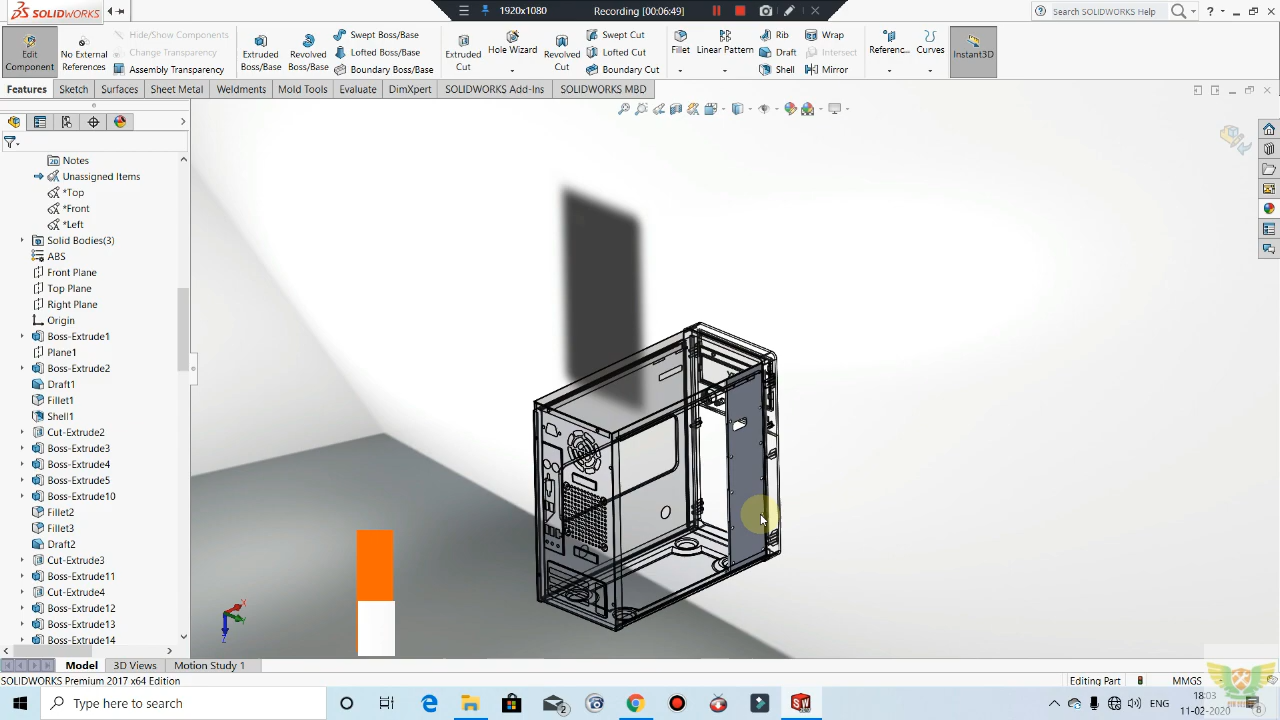 SOLIDWORKS
1920x1080
Recording [00:06:49]
Search SOLIDWORKS Help
Edit Component
No External References
Hide/Show Components
Change Transparency
Assembly Transparency
Extruded Boss/Base
Revolved Boss/Base
Swept Boss/Base
Lofted Boss/Base
Boundary Boss/Base
Extruded Cut
Hole Wizard
Revolved Cut
Swept Cut
Lofted Cut
Boundary Cut
Fillet
Linear Pattern
Rib
Draft
Shell
Wrap
Intersect
Mirror
Referenc...
Curves
Instant3D
Features
Sketch
Surfaces
Sheet Metal
Weldments
Mold Tools
Evaluate
DimXpert
SOLIDWORKS Add-Ins
SOLIDWORKS MBD
Notes
Unassigned Items
*Top
*Front
*Left
Solid Bodies(3)
ABS
Front Plane
Top Plane
Right Plane
Origin
Boss-Extrude1
Plane1
Boss-Extrude2
Draft1
Fillet1
Shell1
Cut-Extrude2
Boss-Extrude3
Boss-Extrude4
Boss-Extrude5
Boss-Extrude10
Fillet2
Fillet3
Draft2
Cut-Extrude3
Boss-Extrude11
Cut-Extrude4
Boss-Extrude12
Boss-Extrude13
Boss-Extrude14
Model
3D Views
Motion Study 1
SOLIDWORKS Premium 2017 x64 Edition
Editing Part
MMGS
Type here to search
2
ENG
18:03
11-02-2020